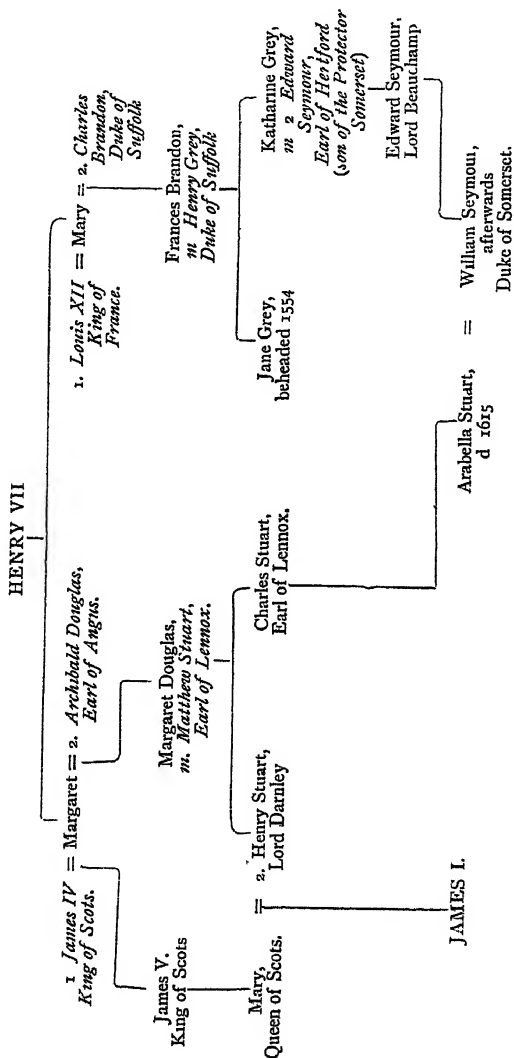 HENRY VII
1 James IV = Margaret = 2. Archibald Douglas,
King of Scots.
Earl of Angus.
1. Louis XII = Mary = 2. Charles
King of
France.
Brandon,
Duke of
Suffolk
James V.
King of Scots
Margaret Douglas,
m. Matthew Stuart,
Earl of Lennox.
Frances Brandon,
m Henry Grey,
Duke of Suffolk
Mary,
Queen of Scots.
=
2. Henry Stuart,
Lord Darnley
Charles Stuart,
Earl of Lennox.
Jane Grey,
beheaded 1554
Katharine Grey,
m 2 Edward
Seymour,
Earl of Hertford
(son of the Protector
Somerset)
Edward Seymour,
Lord Beauchamp
JAMES I.
Arabella Stuart,
d 1615
=
William Seymour,
afterwards
Duke of Somerset.